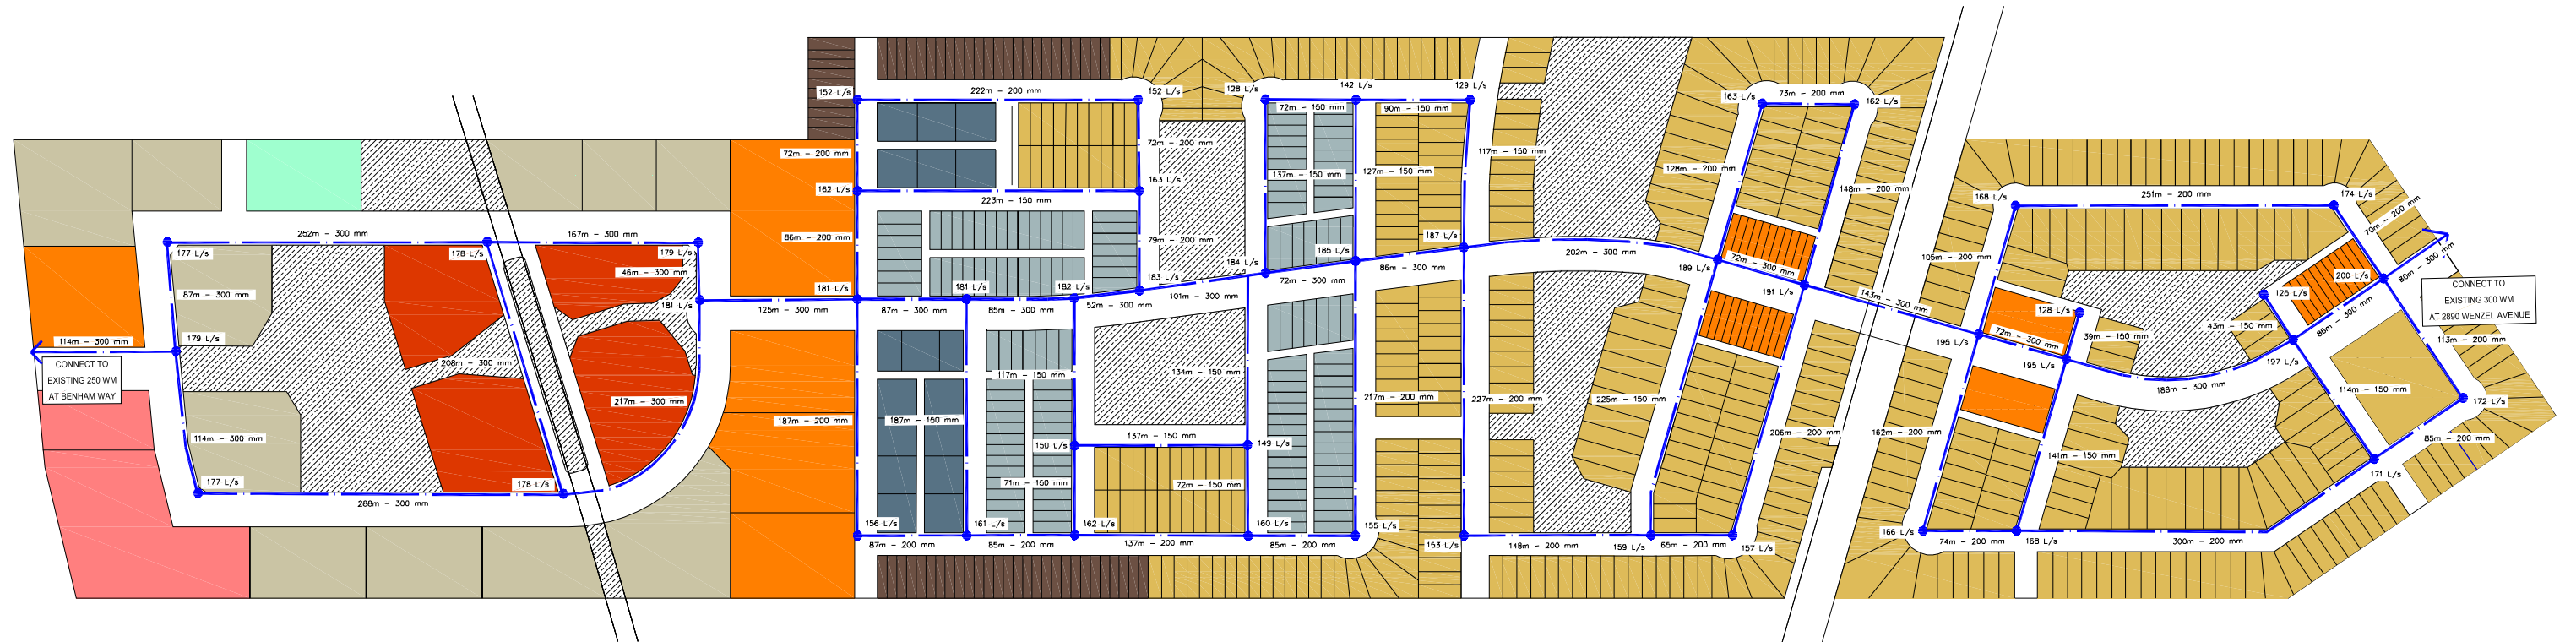 152 L/s
222m - 200 mm
152 L/s
128 L/s
142 L/s
129 L/s
72m - 150 mm
90m - 150 mm
163 L/s
73m - 200 mm
162 L/s
72m - 200 mm
72m - 200 mm
117m - 150 mm
162 L/s
163 L/s
137m - 150 mm
127m - 150 mm
128m - 200 mm
148m - 200 mm
223m - 150 mm
168 L/s
251m - 200 mm
174 L/s
70m - 200 mm
252m - 300 mm
167m - 300 mm
86m - 200 mm
79m - 200 mm
187 L/s
177 L/s
178 L/s
179 L/s
184 L/s
185 L/s
202m - 300 mm
105m - 200 mm
46m - 300 mm
183 L/s
86m - 300 mm
189 L/s
72m - 300 mm
200 L/s
80m - 300 mm
87m - 300 mm
181 L/s
181 L/s
182 L/s
72m - 300 mm
191 L/s
143m - 300 mm
125 L/s
CONNECT TO
EXISTING 300 WM
AT 2890 WENZEL AVENUE
181 L/s
125m - 300 mm
87m - 300 mm
85m - 300 mm
52m - 300 mm
101m - 300 mm
128 L/s
43m - 150 mm
86m - 300 mm
179 L/s
114m - 300 mm
196 L/s
72m - 300 mm
39m - 150 mm
113m - 200 mm
CONNECT TO
EXISTING 250 WM
AT BENHAM WAY
208m - 300 mm
117m - 150 mm
134m - 150 mm
195 L/s
197 L/s
188m - 300 mm
114m - 150 mm
217m - 300 mm
187m - 200 mm
187m - 150 mm
217m - 200 mm
227m - 200 mm
225m - 150 mm
172 L/s
114m - 300 mm
150 L/s
137m - 150 mm
149 L/s
206m - 200 mm
162m - 200 mm
141m - 150 mm
85m - 200 mm
177 L/s
178 L/s
71m - 150 mm
72m - 150 mm
171 L/s
288m - 300 mm
156 L/s
161 L/s
162 L/s
160 L/s
155 L/s
87m - 200 mm
85m - 200 mm
137m - 200 mm
85m - 200 mm
153 L/s
148m - 200 mm
159 L/s
65m - 200 mm
157 L/s
166 L/s
74m - 200 mm
168 L/s
300m - 200 mm